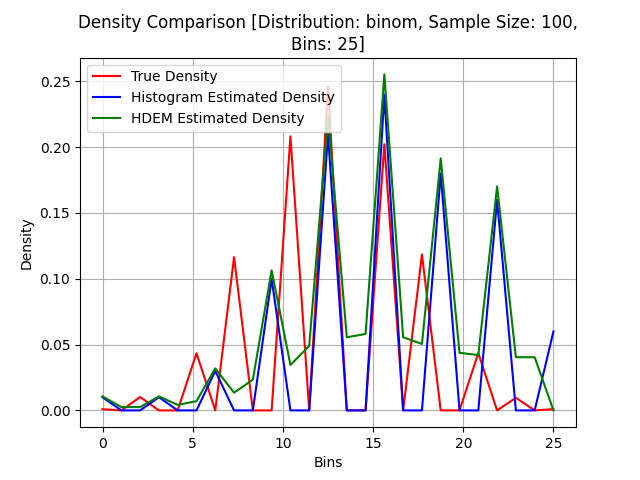 Density Comparison [Distribution: binom, Sample Size: 100,
Bins: 25]
True Density
Histogram Estimated Density
HDEM Estimated Density
0.25
0.20
0.15
0.10
0.05
0.00
Density
0 5 10 15 20 25
Bins